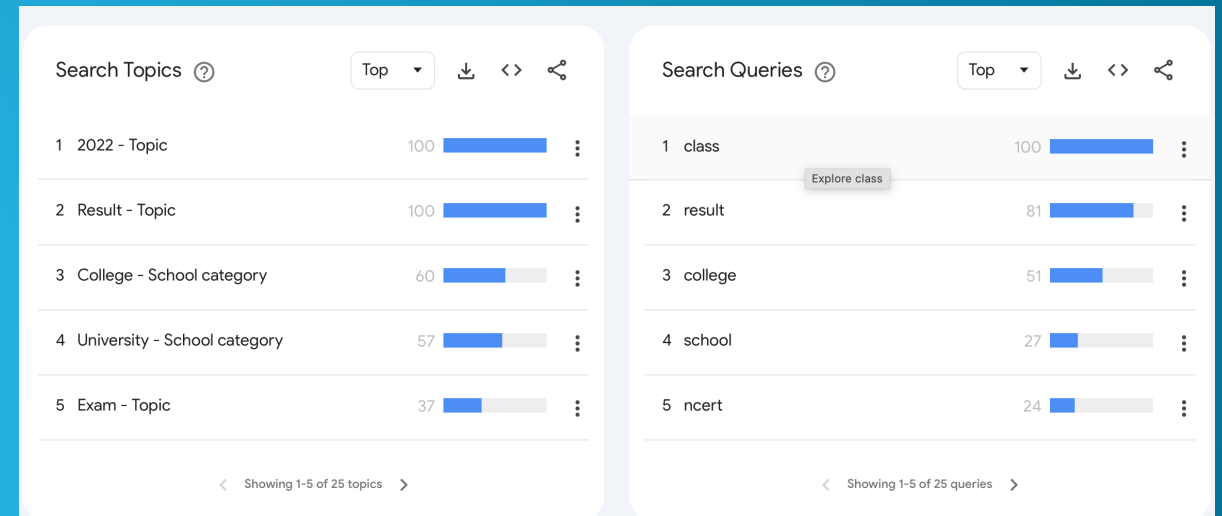 Search Topics
Top
1 2022 - Topic 100
2 Result - Topic 100
3 College - School category 60
4 University - School category 57
5 Exam - Topic 37
Showing 1-5 of 25 topics
Search Queries
Top
1 class 100
Explore class
2 result 81
3 college 51
4 school 27
5 ncert 24
Showing 1-5 of 25 queries